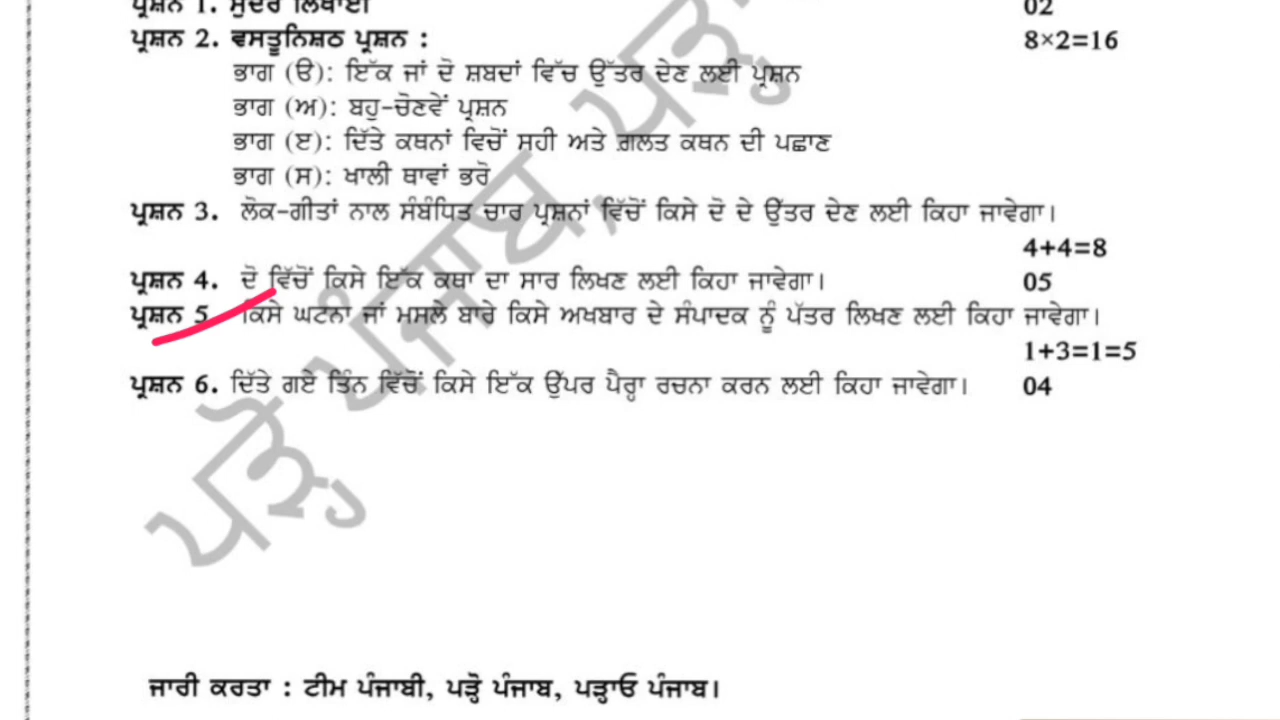 ਪ੍ਰਸ਼ਨ 1. ਸੁੰਦਰ ਲਿਖਾਈ 02
ਪ੍ਰਸ਼ਨ 2. ਵਸਤੂਨਿਸ਼ਠ ਪ੍ਰਸ਼ਨ : 8×2=16
ਭਾਗ (ੳ): ਇੱਕ ਜਾਂ ਦੋ ਸ਼ਬਦਾਂ ਵਿੱਚ ਉੱਤਰ ਦੇਣ ਲਈ ਪ੍ਰਸ਼ਨ
ਭਾਗ (ਅ): ਬਹੁ-ਚੋਣਵੇਂ ਪ੍ਰਸ਼ਨ
ਭਾਗ (ੲ): ਦਿੱਤੇ ਕਥਨਾਂ ਵਿਚੋਂ ਸਹੀ ਅਤੇ ਗ਼ਲਤ ਕਥਨ ਦੀ ਪਛਾਣ
ਭਾਗ (ਸ): ਖਾਲੀ ਥਾਵਾਂ ਭਰੋ
ਪ੍ਰਸ਼ਨ 3. ਲੋਕ-ਗੀਤਾਂ ਨਾਲ ਸੰਬੰਧਿਤ ਚਾਰ ਪ੍ਰਸ਼ਨਾਂ ਵਿੱਚੋਂ ਕਿਸੇ ਦੋ ਦੇ ਉੱਤਰ ਦੇਣ ਲਈ ਕਿਹਾ ਜਾਵੇਗਾ।
4+4=8
ਪ੍ਰਸ਼ਨ 4. ਦੋ ਵਿੱਚੋਂ ਕਿਸੇ ਇੱਕ ਕਥਾ ਦਾ ਸਾਰ ਲਿਖਣ ਲਈ ਕਿਹਾ ਜਾਵੇਗਾ। 05
ਪ੍ਰਸ਼ਨ 5. ਕਿਸੇ ਘਟਨਾ ਜਾਂ ਮਸਲੇ ਬਾਰੇ ਕਿਸੇ ਅਖਬਾਰ ਦੇ ਸੰਪਾਦਕ ਨੂੰ ਪੱਤਰ ਲਿਖਣ ਲਈ ਕਿਹਾ ਜਾਵੇਗਾ।
1+3=1=5
ਪ੍ਰਸ਼ਨ 6. ਦਿੱਤੇ ਗਏ ਤਿੰਨ ਵਿੱਚੋਂ ਕਿਸੇ ਇੱਕ ਉੱਪਰ ਪੈਰ੍ਹਾ ਰਚਨਾ ਕਰਨ ਲਈ ਕਿਹਾ ਜਾਵੇਗਾ। 04
ਪੜ੍ਹੋ ਪੰਜਾਬ,
ਜਾਰੀ ਕਰਤਾ : ਟੀਮ ਪੰਜਾਬੀ, ਪੜ੍ਹੋ ਪੰਜਾਬ, ਪੜ੍ਹਾਓ ਪੰਜਾਬ।